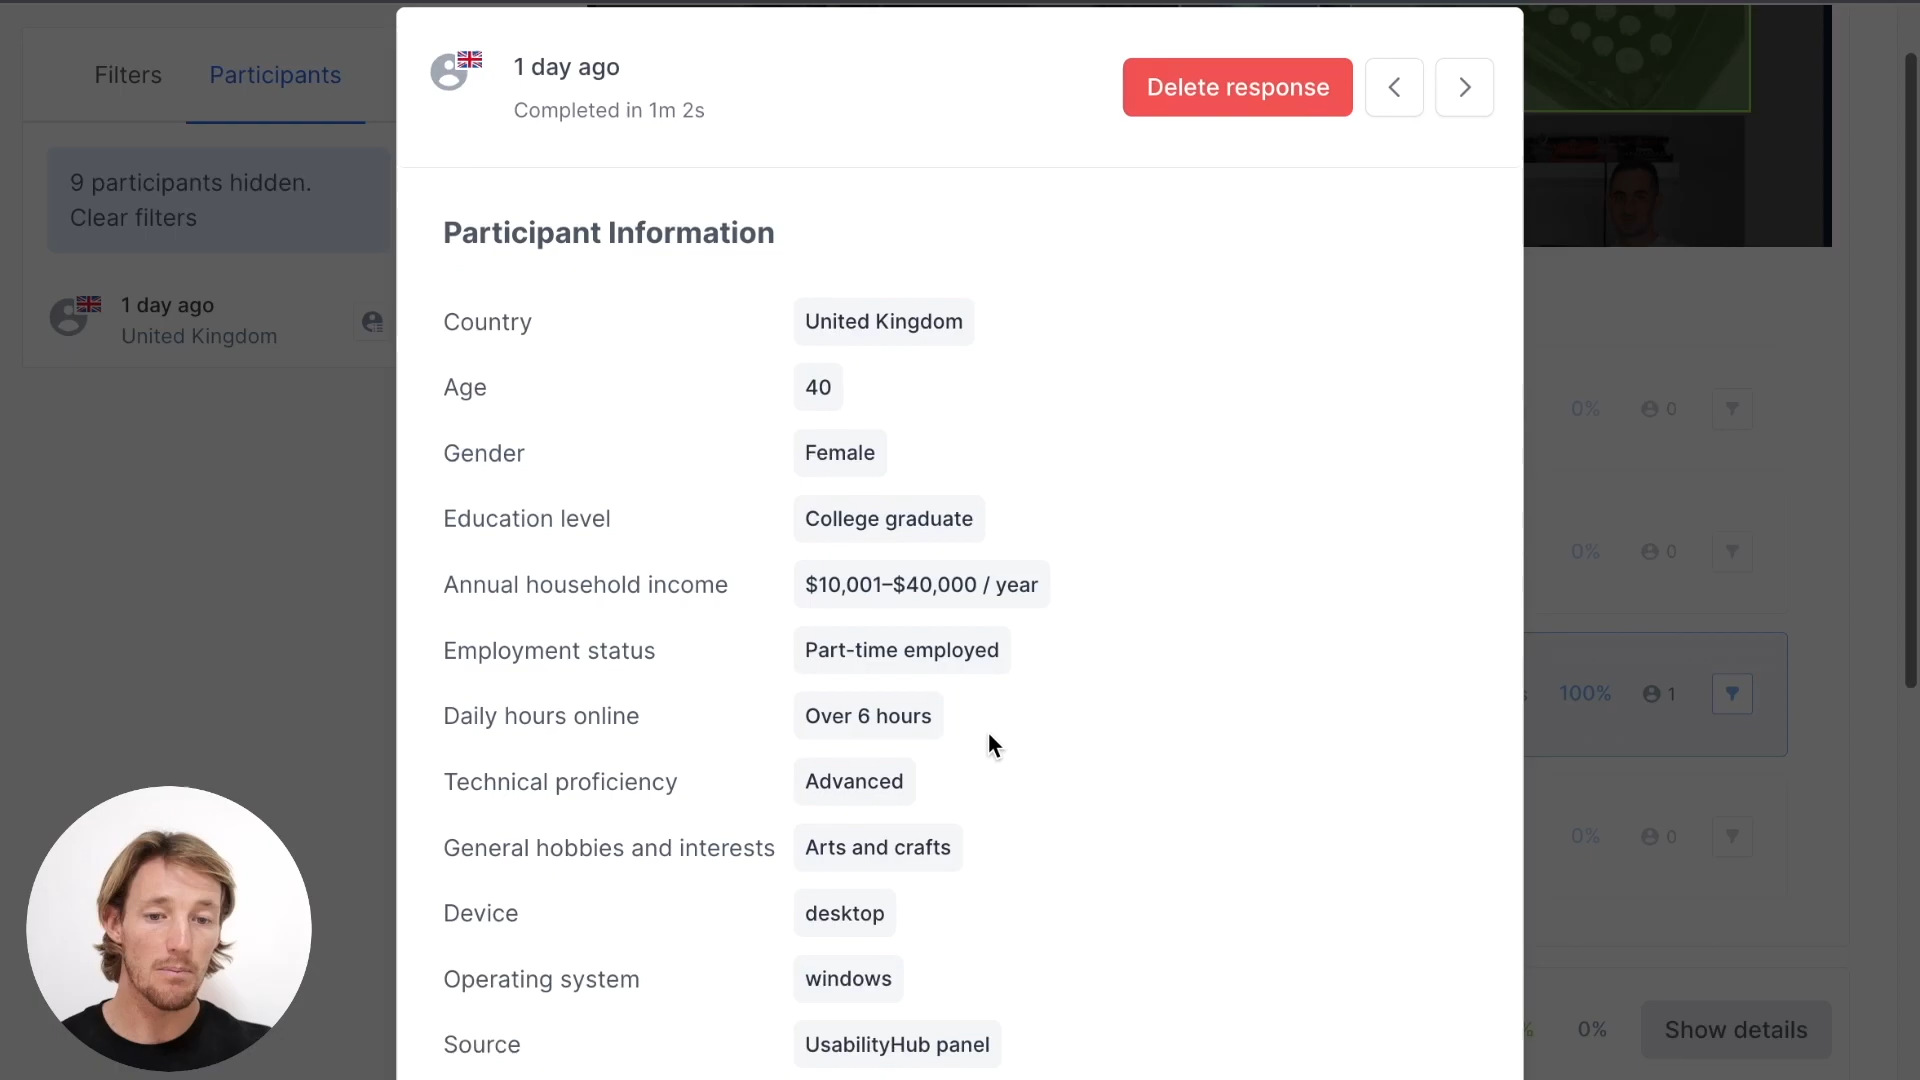 Filters
Participants
9 participants hidden.
Clear filters
1 day ago
United Kingdom
1 day ago
Completed in 1m 2s
Delete response
Participant Information
Country
United Kingdom
Age
40
Gender
Female
Education level
College graduate
Annual household income
$10,001–$40,000 / year
Employment status
Part-time employed
Daily hours online
Over 6 hours
Technical proficiency
Advanced
General hobbies and interests
Arts and crafts
Device
desktop
Operating system
windows
Source
UsabilityHub panel
0%
0
0%
0
s
100%
1
0%
0
%
0%
Show details